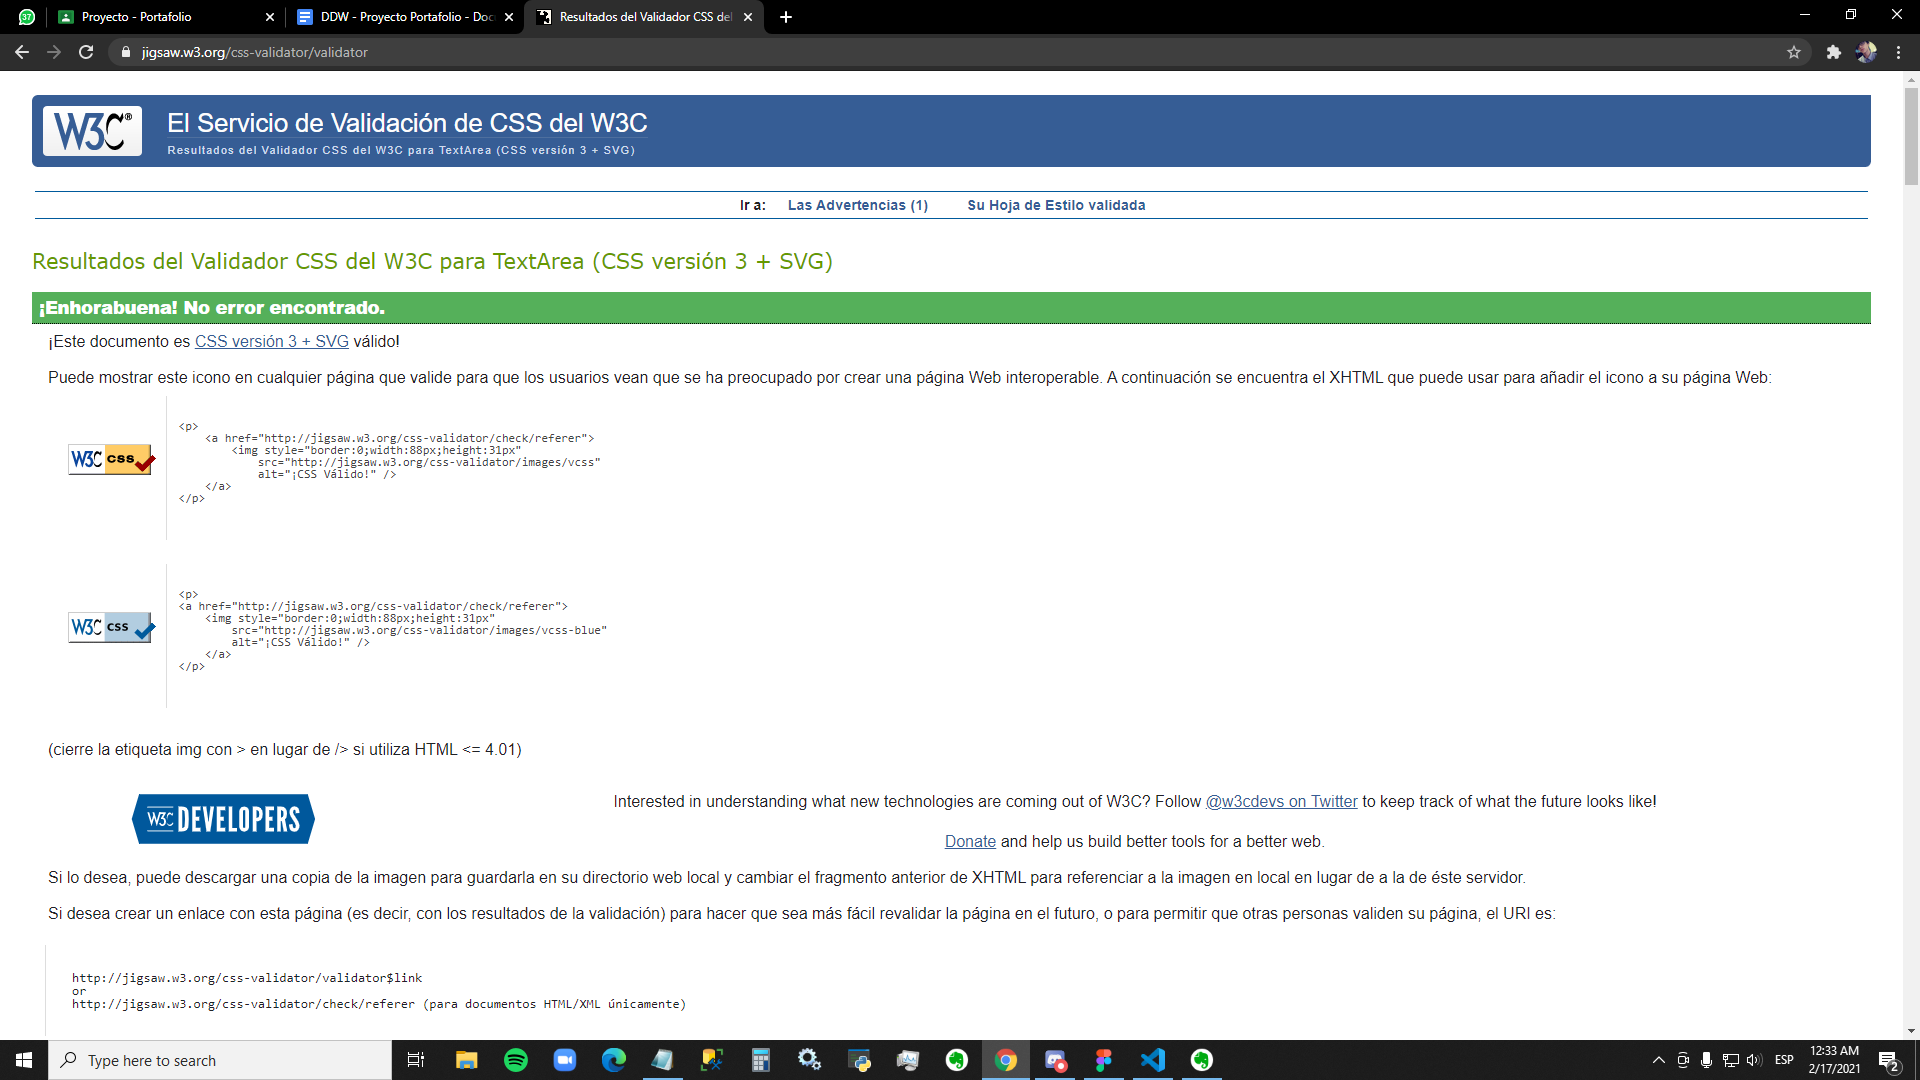 37
Proyecto - Portafolio
DDW - Proyecto Portafolio - Doc
Resultados del Validador CSS del
jigsaw.w3.org/css-validator/validator
W3C®
El Servicio de Validación de CSS del W3C
Resultados del Validador CSS del W3C para TextArea (CSS versión 3 + SVG)
Ir a: Las Advertencias (1) Su Hoja de Estilo validada
Resultados del Validador CSS del W3C para TextArea (CSS versión 3 + SVG)
¡Enhorabuena! No error encontrado.
¡Este documento es CSS versión 3 + SVG válido!
Puede mostrar este icono en cualquier página que valide para que los usuarios vean que se ha preocupado por crear una página Web interoperable. A continuación se encuentra el XHTML que puede usar para añadir el icono a su página Web:
W3C css
<p>
<a href="http://jigsaw.w3.org/css-validator/check/referer">
<img style="border:0;width:88px;height:31px"
src="http://jigsaw.w3.org/css-validator/images/vcss"
alt="¡CSS Válido!" />
</a>
</p>
W3C css
<p>
<a href="http://jigsaw.w3.org/css-validator/check/referer">
<img style="border:0;width:88px;height:31px"
src="http://jigsaw.w3.org/css-validator/images/vcss-blue"
alt="¡CSS Válido!" />
</a>
</p>
(cierre la etiqueta img con > en lugar de /> si utiliza HTML <= 4.01)
W3C DEVELOPERS
Interested in understanding what new technologies are coming out of W3C? Follow @w3cdevs on Twitter to keep track of what the future looks like!
Donate and help us build better tools for a better web.
Si lo desea, puede descargar una copia de la imagen para guardarla en su directorio web local y cambiar el fragmento anterior de XHTML para referenciar a la imagen en local en lugar de a la de éste servidor.
Si desea crear un enlace con esta página (es decir, con los resultados de la validación) para hacer que sea más fácil revalidar la página en el futuro, o para permitir que otras personas validen su página, el URI es:
http://jigsaw.w3.org/css-validator/validator$link
or
http://jigsaw.w3.org/css-validator/check/referer (para documentos HTML/XML únicamente)
Type here to search
ESP
12:33 AM
2/17/2021
2